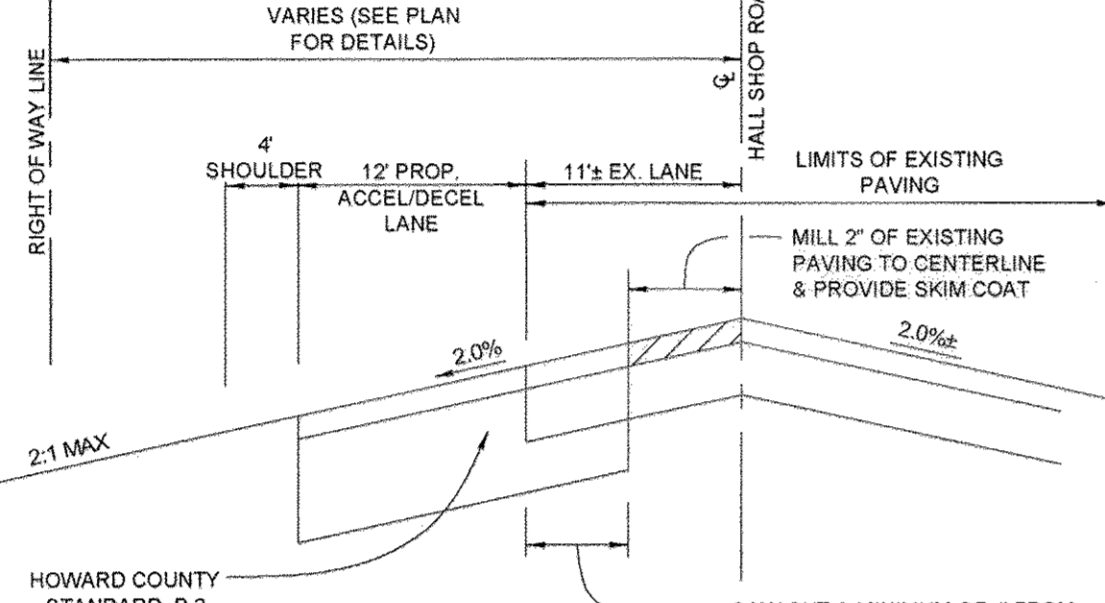 VARIES (SEE PLAN
FOR DETAILS)
RIGHT OF WAY LINE
℄
HALL SHOP
4'
SHOULDER
12' PROP.
ACCEL/DECEL
LANE
11'± EX. LANE
LIMITS OF EXISTING
PAVING
MILL 2" OF EXISTING
PAVING TO CENTERLINE
& PROVIDE SKIM COAT
2.0%
2.0%±
2:1 MAX
HOWARD COUNTY
STANDARD